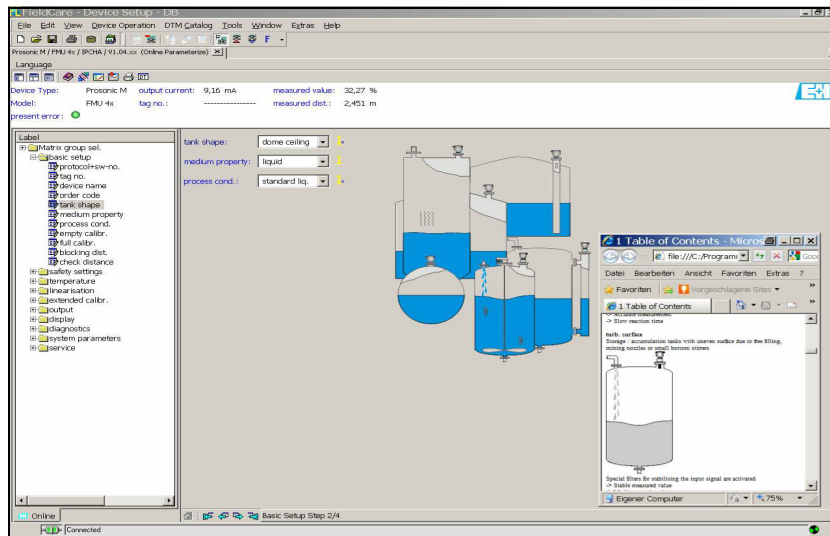 FieldCare - Device Setup - DB
File Edit View Device Operation DTM Catalog Tools Window Extras Help
Prosonic M / FMU 4x / IPCHA / V1.04.xx (Online Parameterize)
Language
Device Type: Prosonic M output current: 9,16 mA measured value: 32,27 %
Model: FMU 4x tag no.: ---------------- measured dist.: 2,451 m
present error:
E+H
Label
Matrix group sel.
basic setup
protocol+sw-no.
tag no.
device name
order code
tank shape
medium property
process cond.
empty calibr.
full calibr.
blocking dist.
check distance
safety settings
temperature
linearisation
extended calibr.
output
display
diagnostics
system parameters
service
tank shape: dome ceiling
medium property: liquid
process cond.: standard liq.
1 Table of Contents - Micros
file:///C:/Programi
Goo
Datei Bearbeiten Ansicht Favoriten Extras ?
Favoriten Vorgeschlagene Sites
1 Table of Contents
-> Accurate measurement
-> Slow reaction time
turb. surface
Storage / accumulation tanks with uneven surface due to free filling,
mixing nozzles or small bottom stirrers
Special filters for stabilising the input signal are activated.
-> Stable measured value
Eigener Computer 75%
Online
Basic Setup Step 2/4
Connected